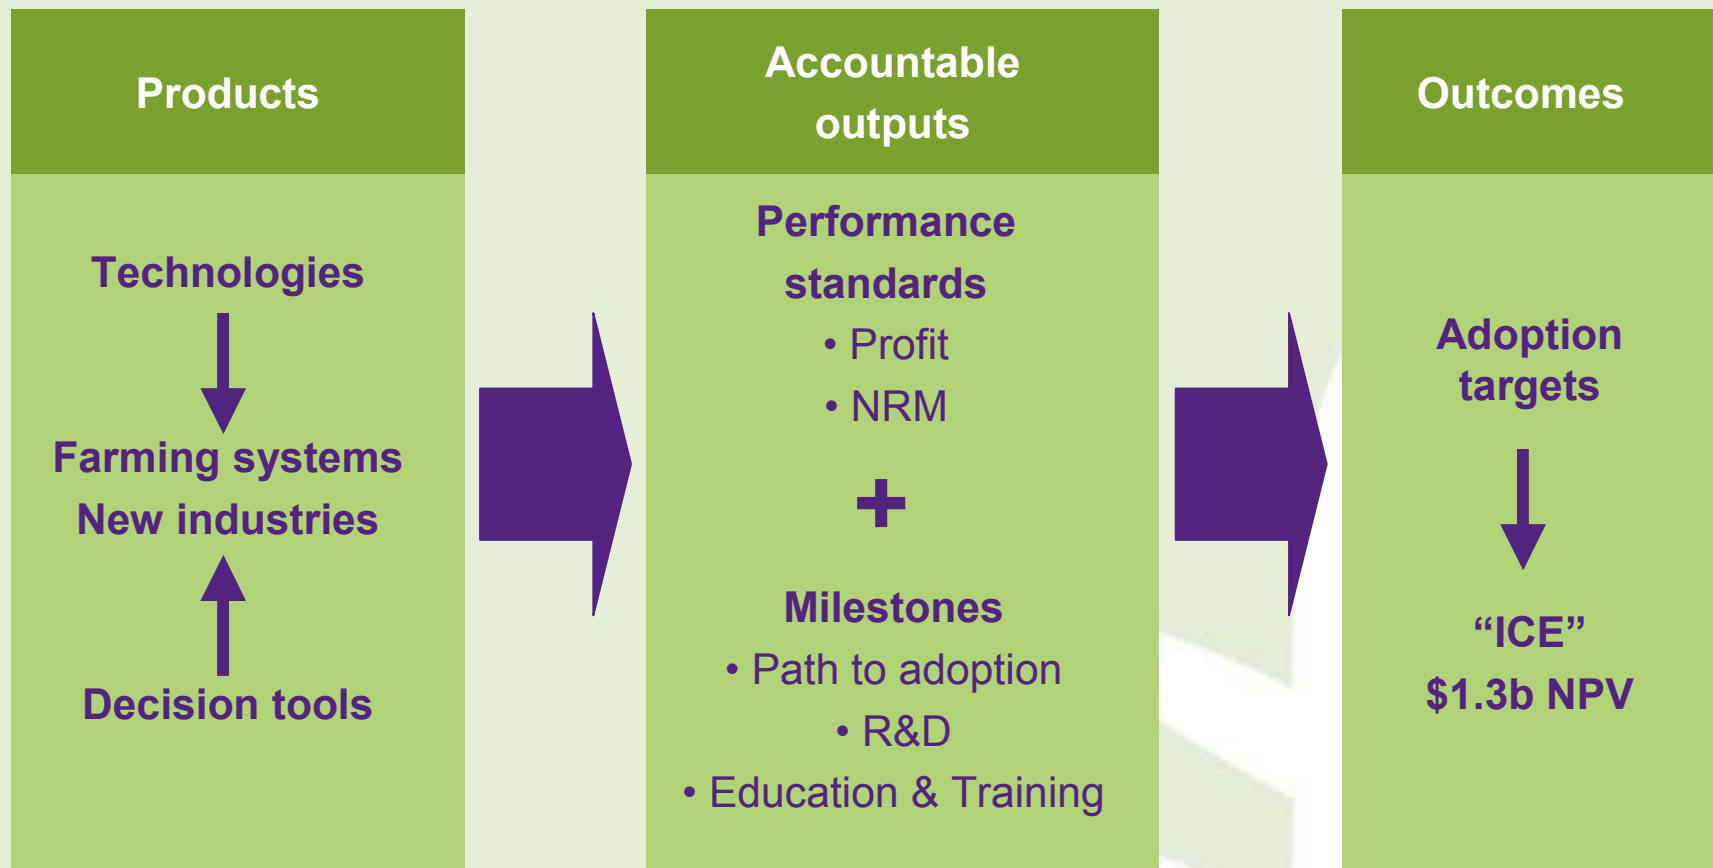 Products
Technologies
Farming systems
New industries
Decision tools
Accountable
outputs
Performance
standards
• Profit
• NRM
+
Milestones
• Path to adoption
• R&D
• Education & Training
Outcomes
Adoption
targets
“ICE”
$1.3b NPV